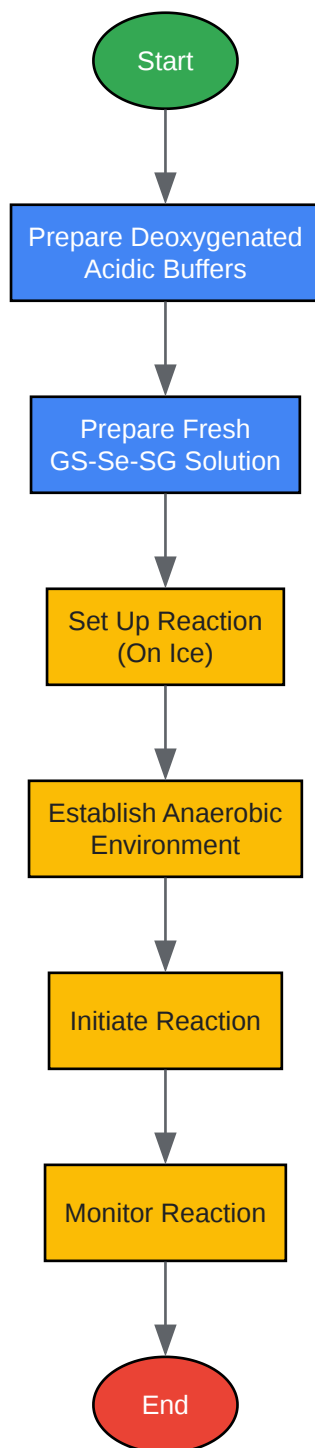 Start
Prepare Deoxygenated
Acidic Buffers
Prepare Fresh
GS-Se-SG Solution
Set Up Reaction
(On Ice)
Establish Anaerobic
Environment
Initiate Reaction
Monitor Reaction
End